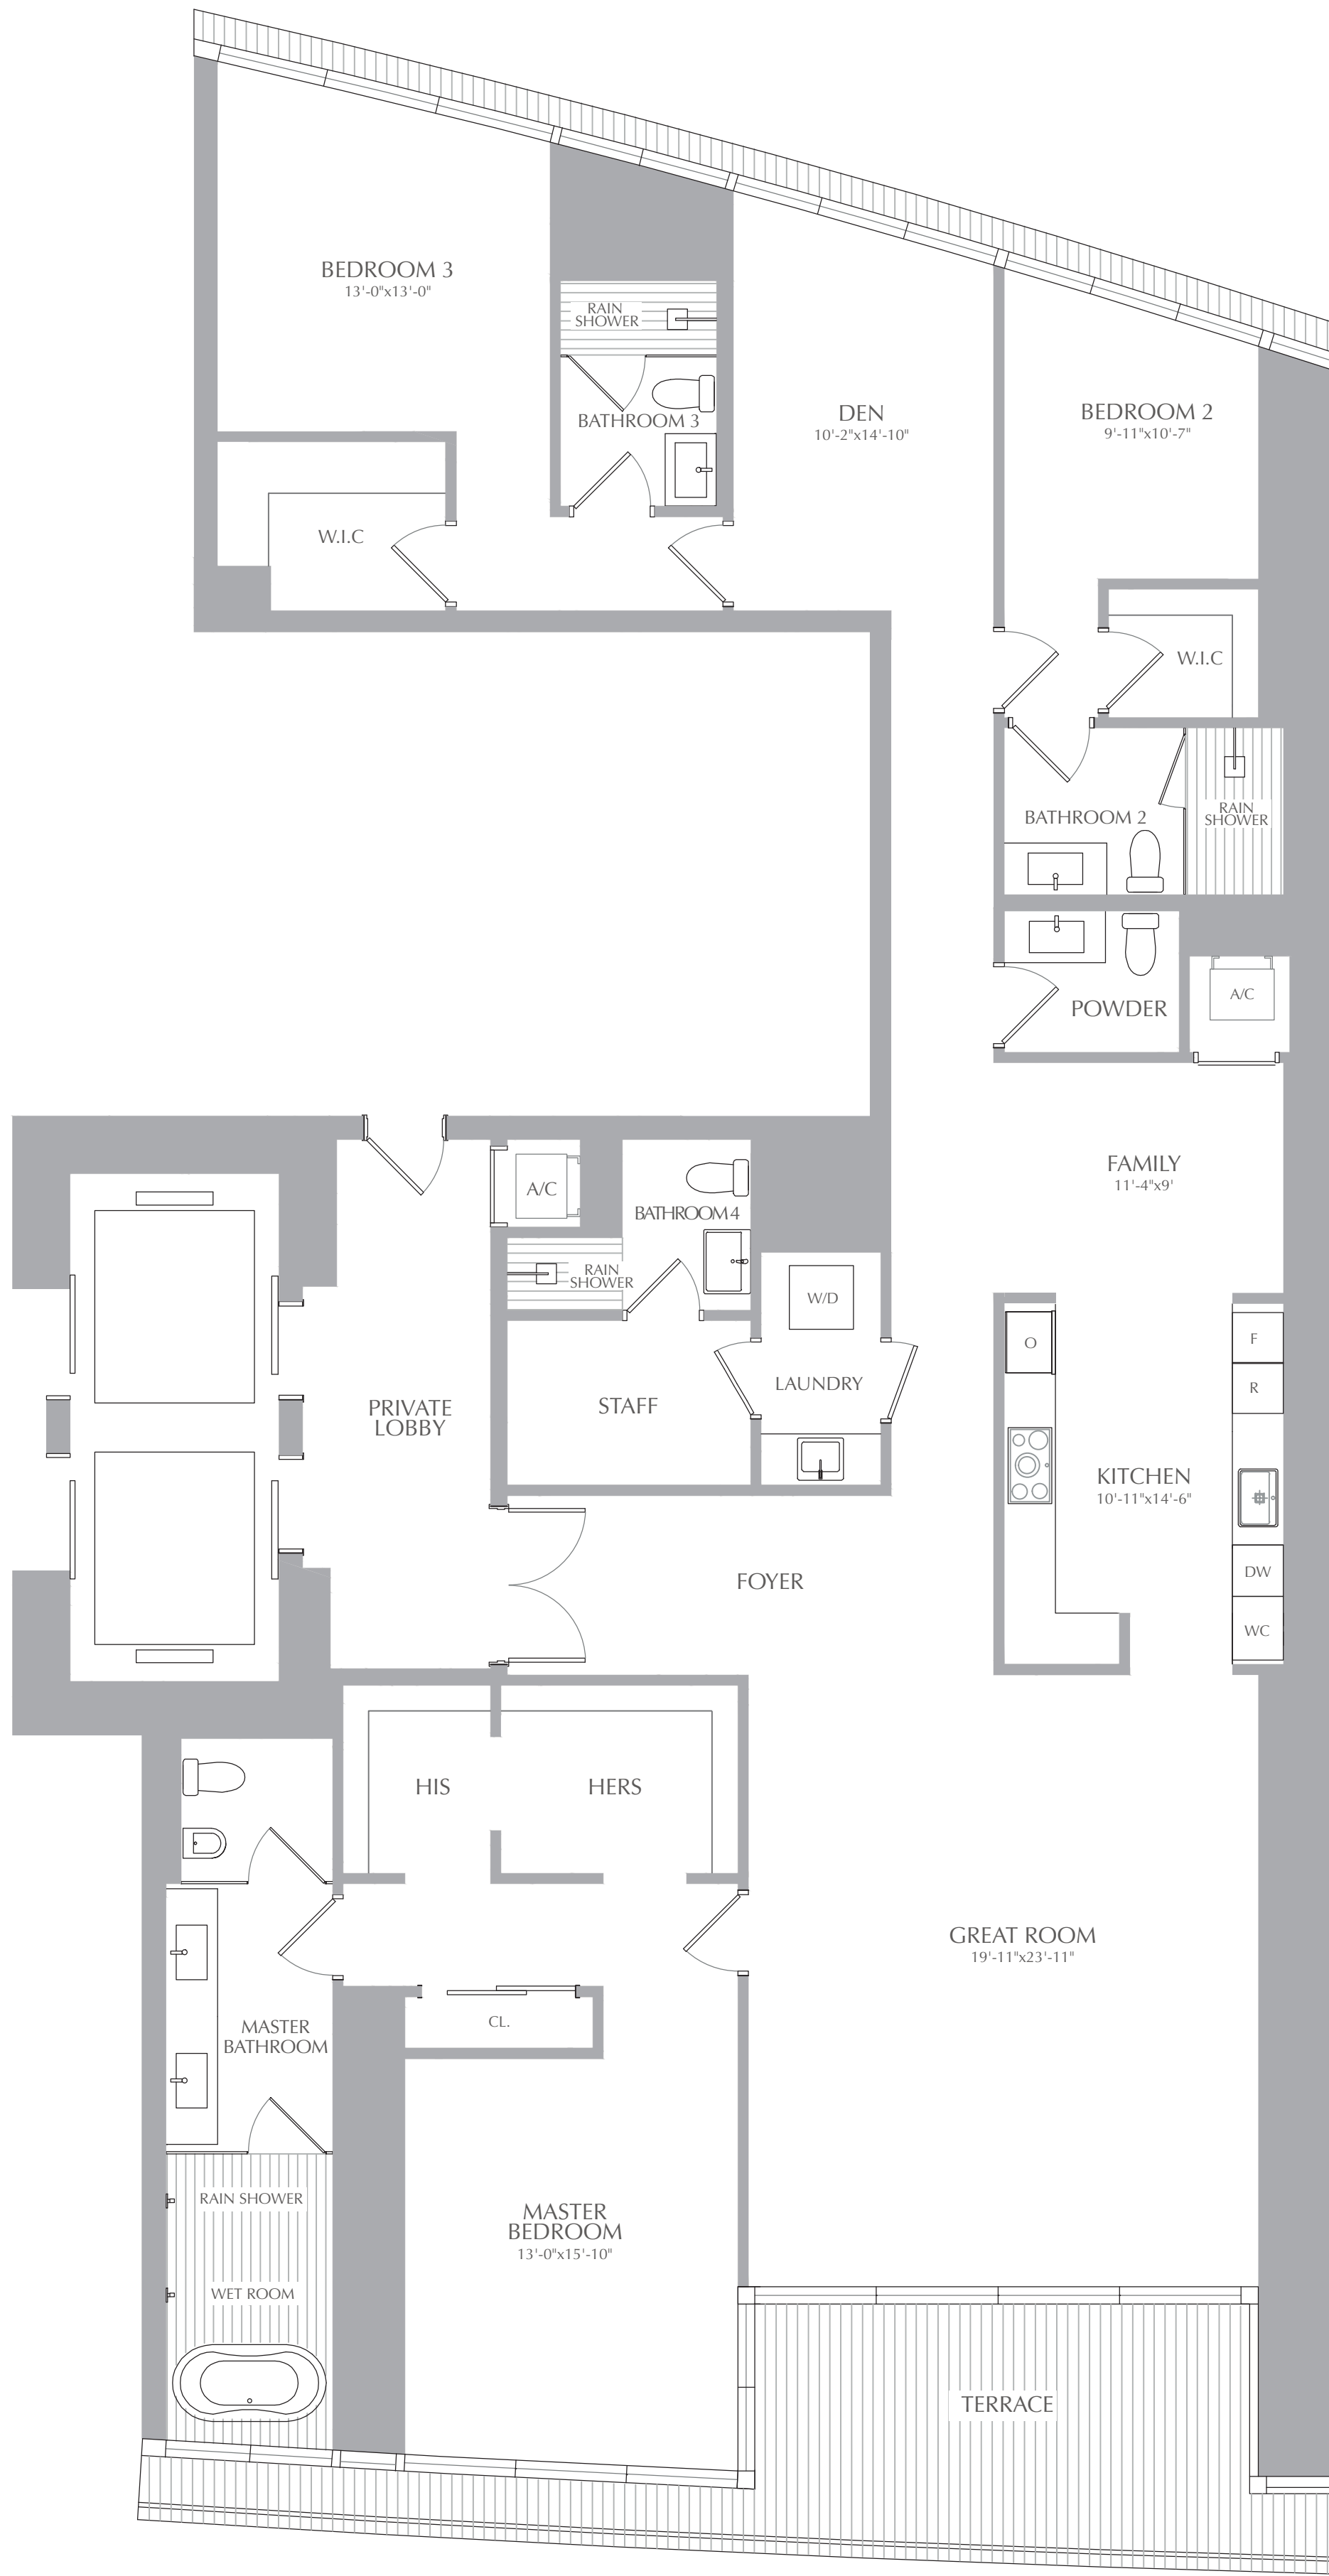 BEDROOM 3
13'-0"x13'-0"
RAIN
SHOWER
BATHROOM 3
DEN
10'-2"x14'-10"
BEDROOM 2
9'-11"x10'-7"
W.I.C
W.I.C
BATHROOM 2
RAIN
SHOWER
POWDER
A/C
FAMILY
11'-4"x9'
A/C
BATHROOM 4
RAIN
SHOWER
W/D
LAUNDRY
STAFF
PRIVATE
LOBBY
O
F
R
KITCHEN
10'-11"x14'-6"
DW
WC
FOYER
HIS
HERS
GREAT ROOM
19'-11"x23'-11"
CL.
MASTER
BATHROOM
RAIN SHOWER
WET ROOM
MASTER
BEDROOM
13'-0"x15'-10"
TERRACE